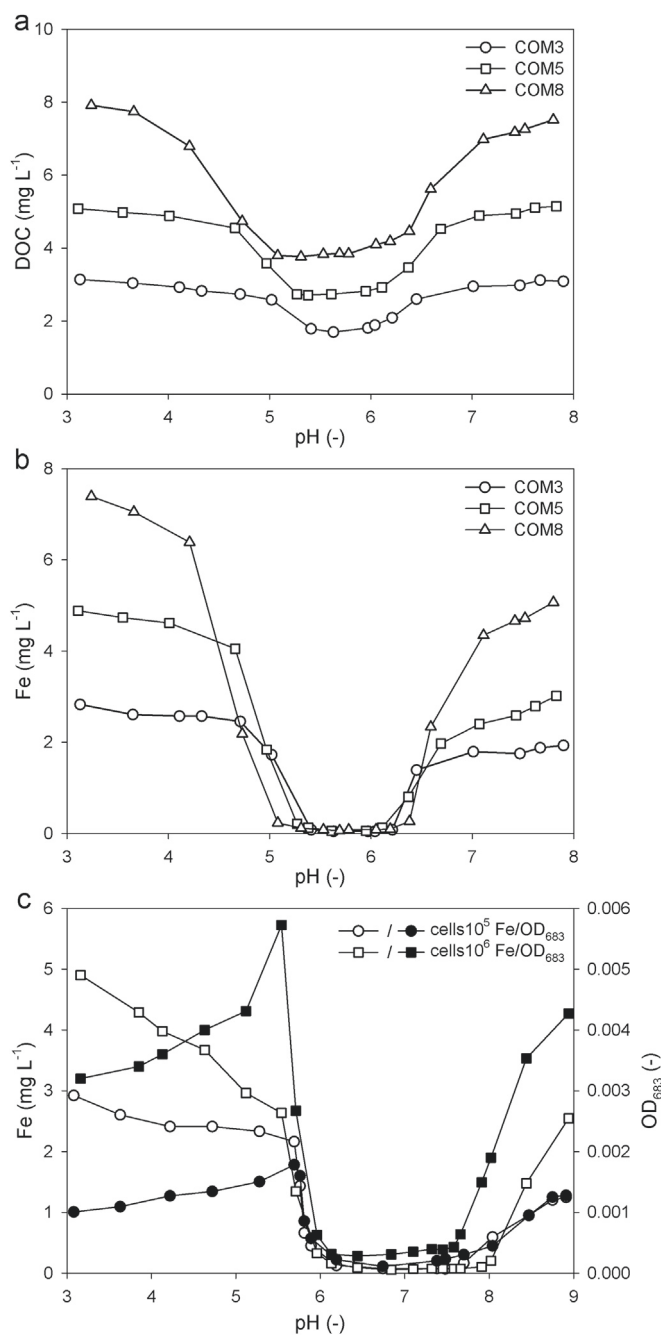 a
COM3
COM5
COM8
10
8
6
4
2
0
DOC (mg L⁻¹)
3 4 5 6 7 8
pH (-)
b
COM3
COM5
COM8
8
6
4
2
0
Fe (mg L⁻¹)
3 4 5 6 7 8
pH (-)
c
/ cells10⁵ Fe/OD₆₈₃
/ cells10⁶ Fe/OD₆₈₃
6
5
4
3
2
1
0
Fe (mg L⁻¹)
0.006
0.005
0.004
0.003
0.002
0.001
0.000
OD₆₈₃ (-)
3 4 5 6 7 8 9
pH (-)